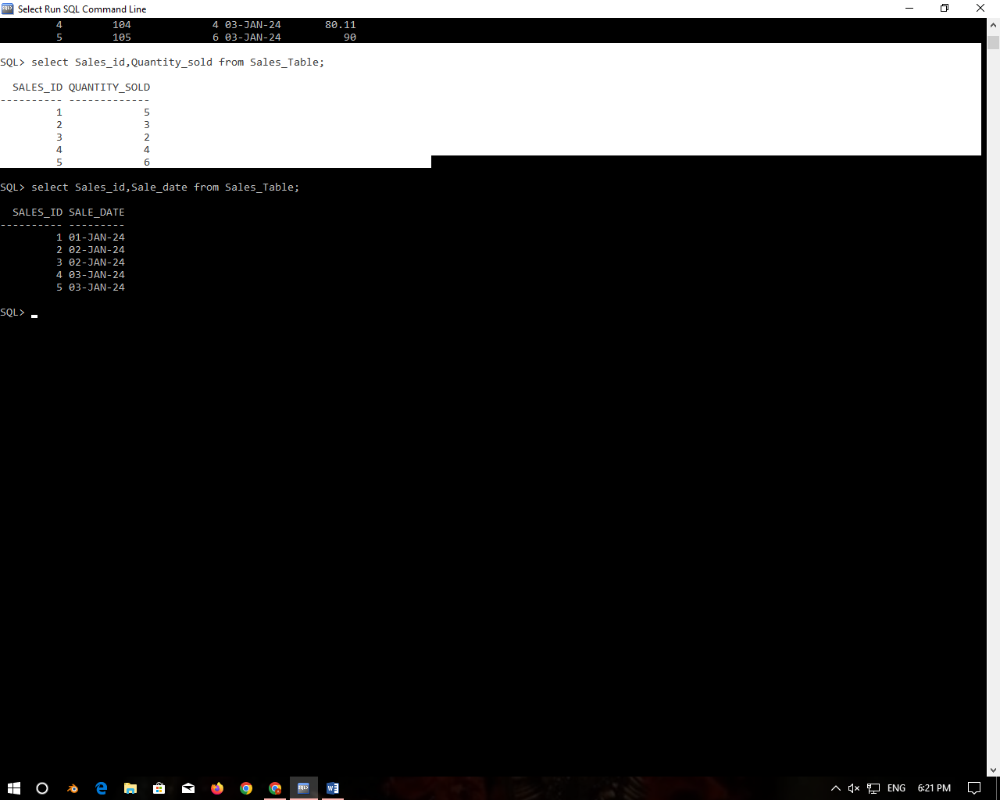 Select Run SQL Command Line
4 104 4 03-JAN-24 80.11
5 105 6 03-JAN-24 90
SQL> select Sales_id,Quantity_sold from Sales_Table;
SALES_ID QUANTITY_SOLD
---------- -------------
1 5
2 3
3 2
4 4
5 6
SQL> select Sales_id,Sale_date from Sales_Table;
SALES_ID SALE_DATE
---------- ---------
1 01-JAN-24
2 02-JAN-24
3 02-JAN-24
4 03-JAN-24
5 03-JAN-24
SQL>
ENG 6:21 PM